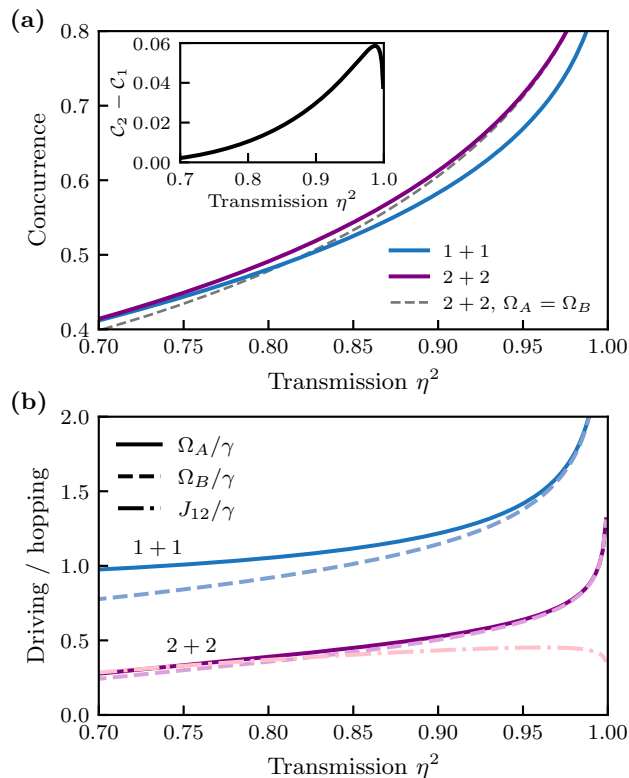 (a)
0.8
0.7
0.6
0.5
0.4
Concurrence
0.06
0.04
0.02
0.00
𝒞₂ − 𝒞₁
0.7 0.8 0.9 1.0
Transmission η²
1 + 1
2 + 2
2 + 2, Ω_A = Ω_B
0.70 0.75 0.80 0.85 0.90 0.95 1.00
Transmission η²
(b)
2.0
1.5
1.0
0.5
0.0
Driving / hopping
Ω_A/γ
Ω_B/γ
J₁₂/γ
1 + 1
2 + 2
0.70 0.75 0.80 0.85 0.90 0.95 1.00
Transmission η²